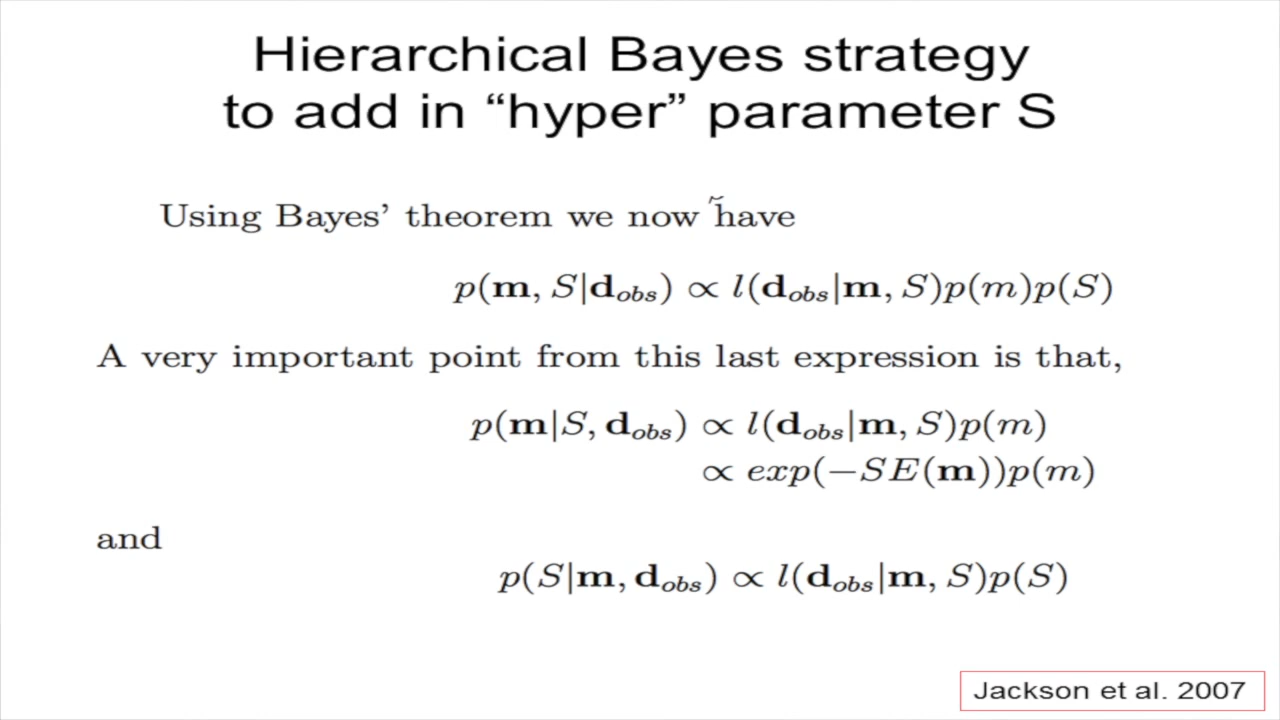 Hierarchical Bayes strategy
to add in “hyper” parameter S
Using Bayes’ theorem we now have
p(m, S|d_obs) ∝ l(d_obs|m, S)p(m)p(S)
A very important point from this last expression is that,
p(m|S, d_obs) ∝ l(d_obs|m, S)p(m)
∝ exp(−SE(m))p(m)
and
p(S|m, d_obs) ∝ l(d_obs|m, S)p(S)
Jackson et al. 2007